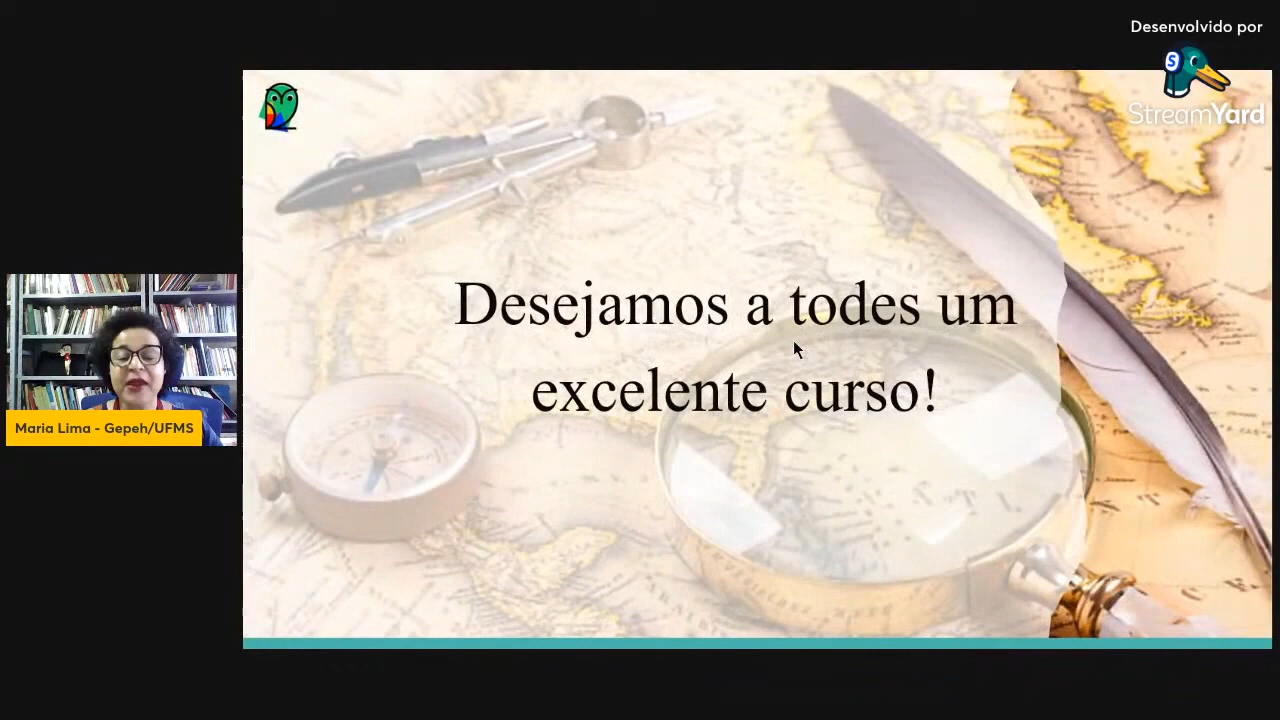 Desenvolvido por
StreamYard
Desejamos a todes um
excelente curso!
Maria Lima - Gepeh/UFMS